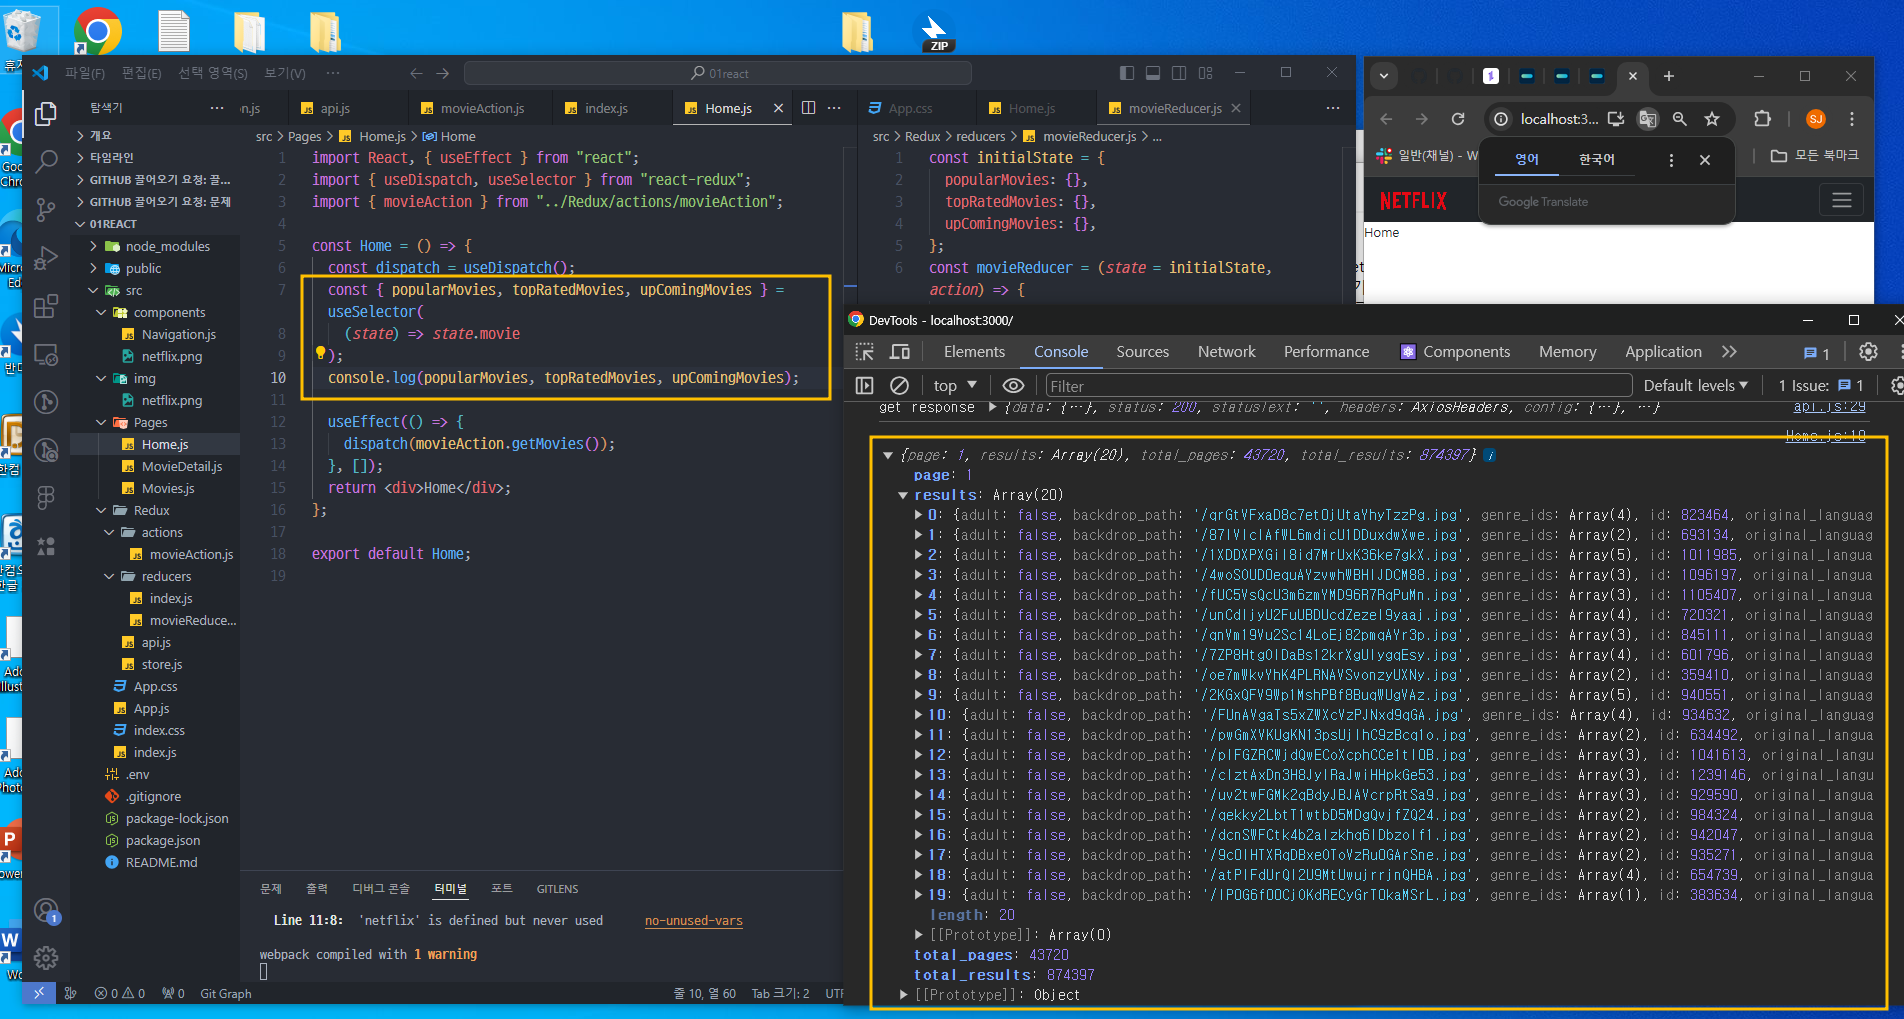 ZIP
파일(F) 편집(E) 선택 영역(S) 보기(V) ··· 01react
탐색기 ··· api.js movieAction.js index.js Home.js
App.css Home.js movieReducer.js ···
개요
타임라인
GITHUB 끌어오기 요청: 끌...
GITHUB 끌어오기 요청: 문제
01REACT
node_modules
public
src
components
Navigation.js
netflix.png
img
netflix.png
Pages
Home.js
MovieDetail.js
Movies.js
Redux
actions
movieAction.js
reducers
index.js
movieReduce...
api.js
store.js
App.css
App.js
index.css
index.js
.env
.gitignore
package-lock.json
package.json
README.md
src > Pages > Home.js > Home
1 import React, { useEffect } from "react";
2 import { useDispatch, useSelector } from "react-redux";
3 import { movieAction } from "../Redux/actions/movieAction";
4
5 const Home = () => {
6 const dispatch = useDispatch();
7 const { popularMovies, topRatedMovies, upComingMovies } =
useSelector(
8 (state) => state.movie
9 );
10 console.log(popularMovies, topRatedMovies, upComingMovies);
11
12 useEffect(() => {
13 dispatch(movieAction.getMovies());
14 }, []);
15 return <div>Home</div>;
16 };
17
18 export default Home;
19
src > Redux > reducers > movieReducer.js > ...
1 const initialState = {
2 popularMovies: {},
3 topRatedMovies: {},
4 upComingMovies: {},
5 };
6 const movieReducer = (state = initialState,
action) => {
문제 출력 디버그 콘솔 터미널 포트 GITLENS
Line 11:8: 'netflix' is defined but never used no-unused-vars
webpack compiled with 1 warning
0 0 0 Git Graph 줄 10, 열 60 Tab 크기: 2 UTF
localhost:3... SJ
일반(채널) - W 모든 북마크
영어 한국어
Google Translate
NETFLIX
Home
DevTools - localhost:3000/
Elements Console Sources Network Performance Components Memory Application 1
top Filter Default levels 1 Issue: 1
get response {data: {…}, status: 200, statusText: '', headers: AxiosHeaders, config: {…}, …} api.js:29
Home.js:10
{page: 1, results: Array(20), total_pages: 43720, total_results: 874397}
page: 1
results: Array(20)
0: {adult: false, backdrop_path: '/qrGtVFxaD8c7et0jUtaYhyTzzPg.jpg', genre_ids: Array(4), id: 823464, original_languag
1: {adult: false, backdrop_path: '/87IVlclAfWL6mdicU1DDuxdwXwe.jpg', genre_ids: Array(2), id: 693134, original_languag
2: {adult: false, backdrop_path: '/1XDDXPXGiI8id7MrUxK36ke7gkX.jpg', genre_ids: Array(5), id: 1011985, original_langua
3: {adult: false, backdrop_path: '/4woSOUD0equAYzvwhWBHIJDCM88.jpg', genre_ids: Array(3), id: 1096197, original_langua
4: {adult: false, backdrop_path: '/fUC5VsQcU3m6zmYMD96R7RqPuMn.jpg', genre_ids: Array(3), id: 1105407, original_langua
5: {adult: false, backdrop_path: '/unCdIjyU2FuUBDUcdZezel9yaaj.jpg', genre_ids: Array(4), id: 720321, original_languag
6: {adult: false, backdrop_path: '/qnVm19Vu2Sc14LoEj82pmqAVr3p.jpg', genre_ids: Array(3), id: 845111, original_languag
7: {adult: false, backdrop_path: '/7ZP8HtgOIDaBs12krXgUIygqEsy.jpg', genre_ids: Array(4), id: 601796, original_languag
8: {adult: false, backdrop_path: '/oe7mWkvYhK4PLRNAVSvonzyUXNy.jpg', genre_ids: Array(2), id: 359410, original_languag
9: {adult: false, backdrop_path: '/2KGxQFV9Wp1MshPBf8BuqWUgVAz.jpg', genre_ids: Array(5), id: 940551, original_languag
10: {adult: false, backdrop_path: '/FUnAVgaTs5xZWXcVzPJNxd9qGA.jpg', genre_ids: Array(4), id: 934632, original_languag
11: {adult: false, backdrop_path: '/pwGmXVKUgKN13psUjlhC9zBcq1o.jpg', genre_ids: Array(2), id: 634492, original_languag
12: {adult: false, backdrop_path: '/pIFGZRCWjdQwECoXcphCCe1tIOB.jpg', genre_ids: Array(3), id: 1041613, original_langu
13: {adult: false, backdrop_path: '/cIztAxDn3H8JyIRaJwiHHpkGe53.jpg', genre_ids: Array(3), id: 1239146, original_langu
14: {adult: false, backdrop_path: '/uv2twFGMk2qBdyJBJAVcrpRtSa9.jpg', genre_ids: Array(3), id: 929590, original_langua
15: {adult: false, backdrop_path: '/qekky2LbtT1wtbD5MDgQvjfZQ24.jpg', genre_ids: Array(2), id: 984324, original_langua
16: {adult: false, backdrop_path: '/dcnSWFCtk4b2alzkhq6IDbzolf1.jpg', genre_ids: Array(2), id: 942047, original_langua
17: {adult: false, backdrop_path: '/9cOIHTXRqDBxeOToVzRu0GArSne.jpg', genre_ids: Array(2), id: 935271, original_langua
18: {adult: false, backdrop_path: '/atPIFdUrQI2U9MtUwujrrjnQHBA.jpg', genre_ids: Array(4), id: 654739, original_langua
19: {adult: false, backdrop_path: '/lPOG6fOOCjOKdRECyGrTOkaMSrL.jpg', genre_ids: Array(1), id: 383634, original_langua
length: 20
[[Prototype]]: Array(0)
total_pages: 43720
total_results: 874397
[[Prototype]]: Object